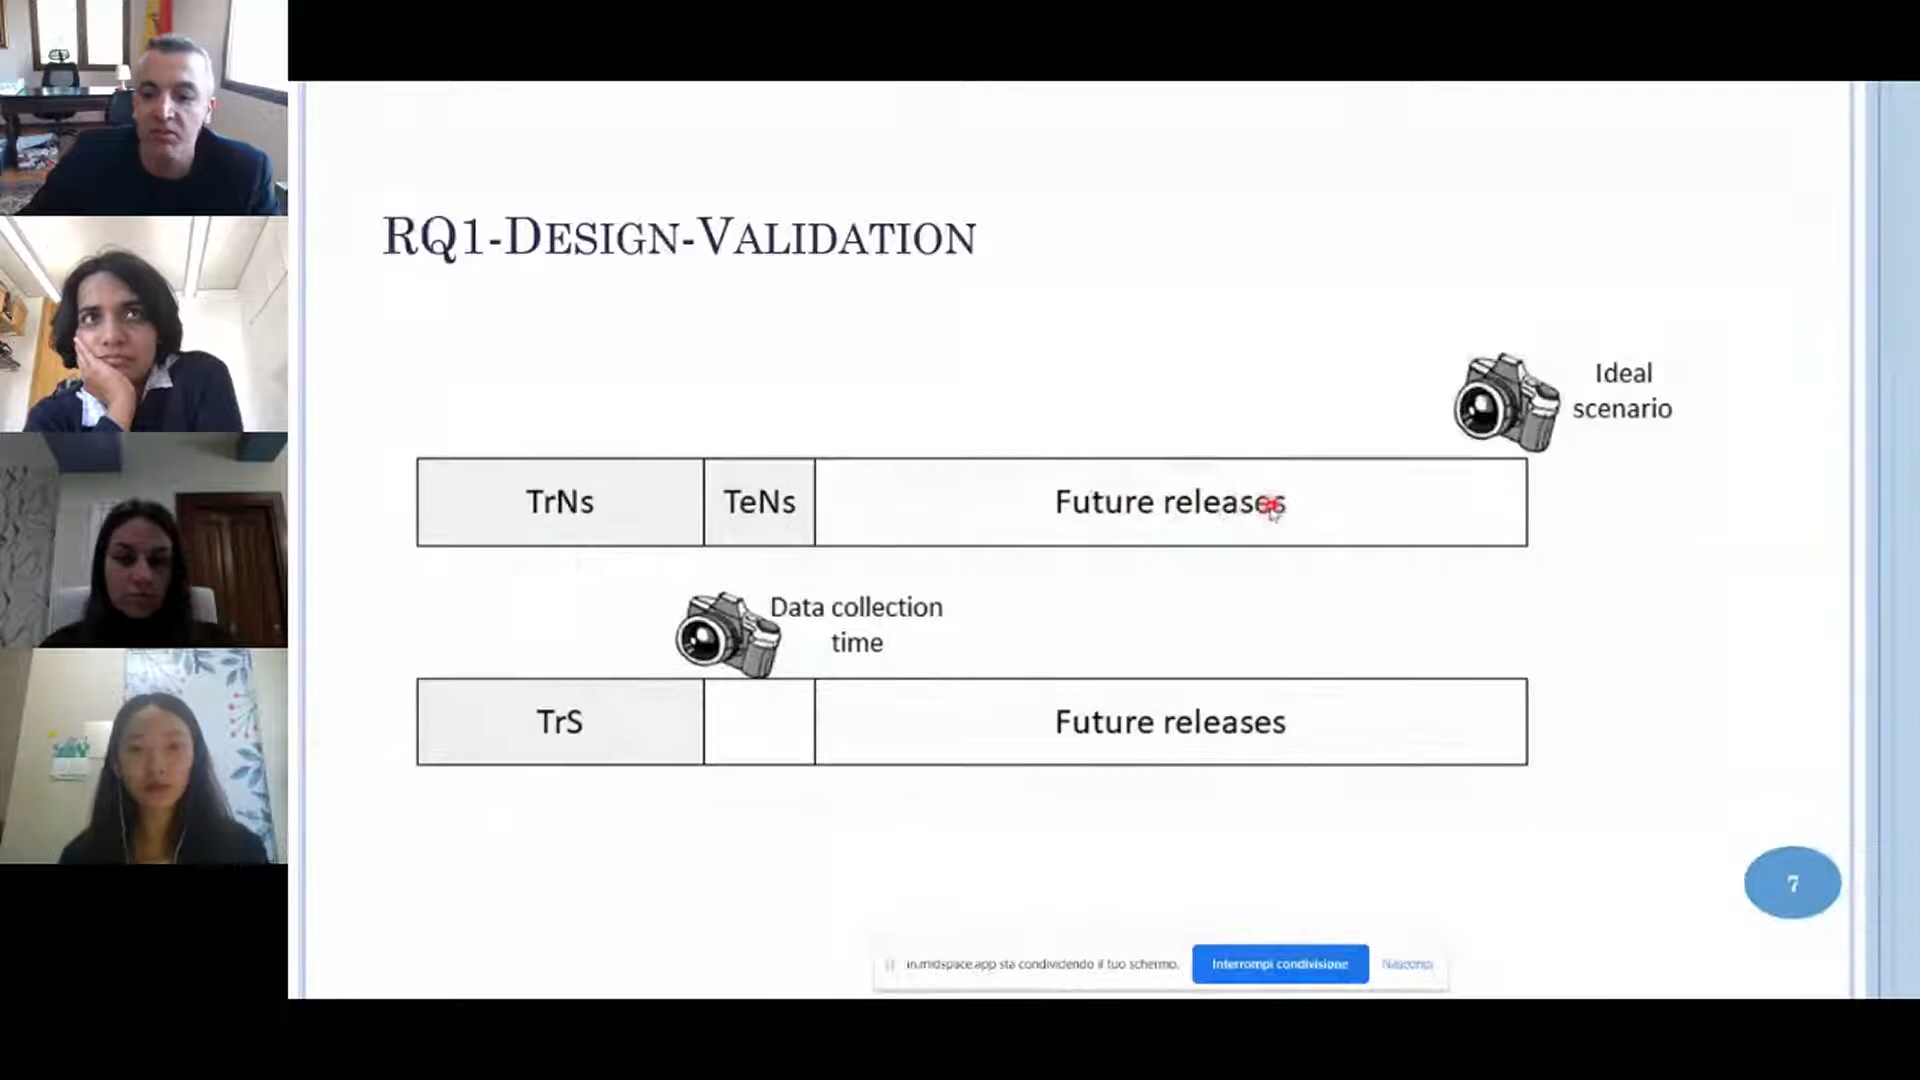 RQ1-DESIGN-VALIDATION
Ideal
scenario
TrNs
TeNs
Future releases
Data collection
time
TrS
Future releases
7
in.midspace.app sta condividendo il tuo schermo.
Interrompi condivisione
Nascondi